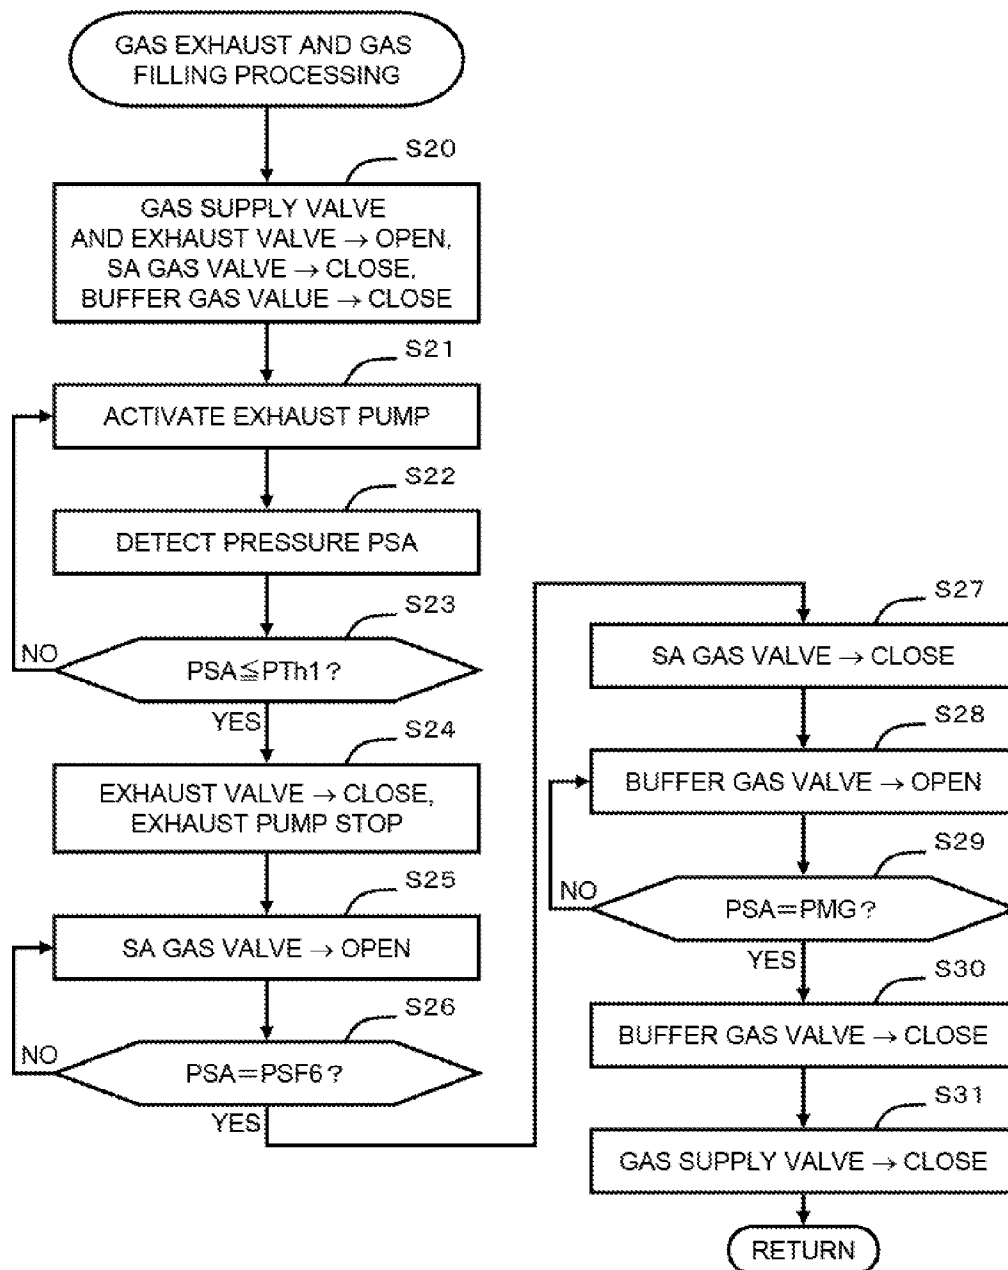 GAS EXHAUST AND GAS
FILLING PROCESSING
S20
GAS SUPPLY VALVE
AND EXHAUST VALVE → OPEN,
SA GAS VALVE → CLOSE,
BUFFER GAS VALUE → CLOSE
S21
ACTIVATE EXHAUST PUMP
S22
DETECT PRESSURE PSA
S23
PSA≦PTh1?
NO
YES
S24
EXHAUST VALVE → CLOSE,
EXHAUST PUMP STOP
S25
SA GAS VALVE → OPEN
S26
PSA=PSF6?
NO
YES
S27
SA GAS VALVE → CLOSE
S28
BUFFER GAS VALVE → OPEN
S29
PSA=PMG?
NO
YES
S30
BUFFER GAS VALVE → CLOSE
S31
GAS SUPPLY VALVE → CLOSE
RETURN